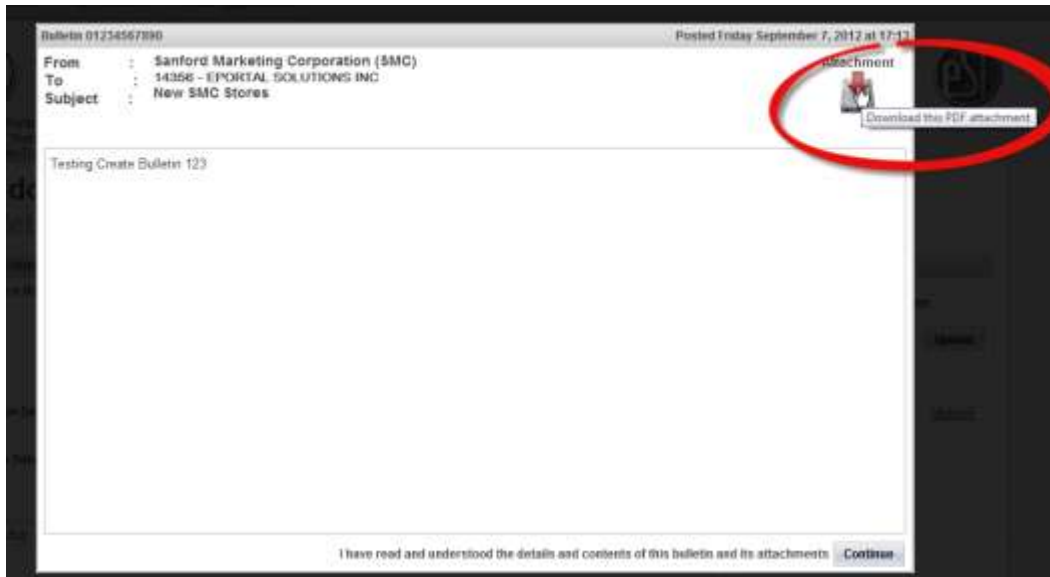 Bulletin 01234567890 Posted Friday September 7, 2012 at 17:13
From : Sanford Marketing Corporation (SMC) Attachment
To : 14356 - EPORTAL SOLUTIONS INC
Subject : New SMC Stores
Download this PDF attachment
Testing Create Bulletin 123
I have read and understood the details and contents of this bulletin and its attachments Continue